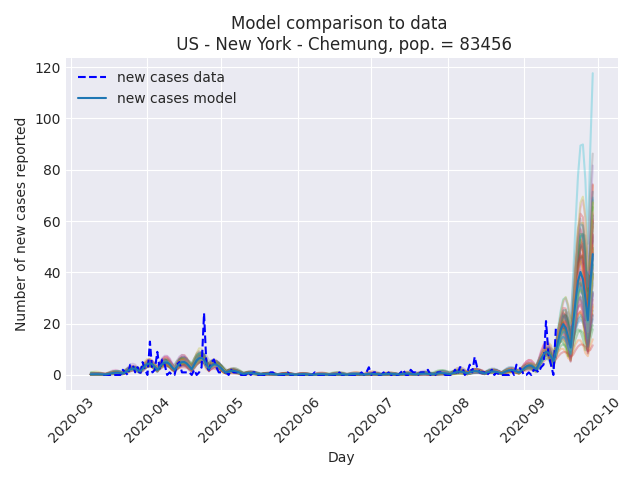 Model comparison to data
US - New York - Chemung, pop. = 83456
new cases data
new cases model
Number of new cases reported
120
100
80
60
40
20
0
2020-03
2020-04
2020-05
2020-06
2020-07
2020-08
2020-09
2020-10
Day